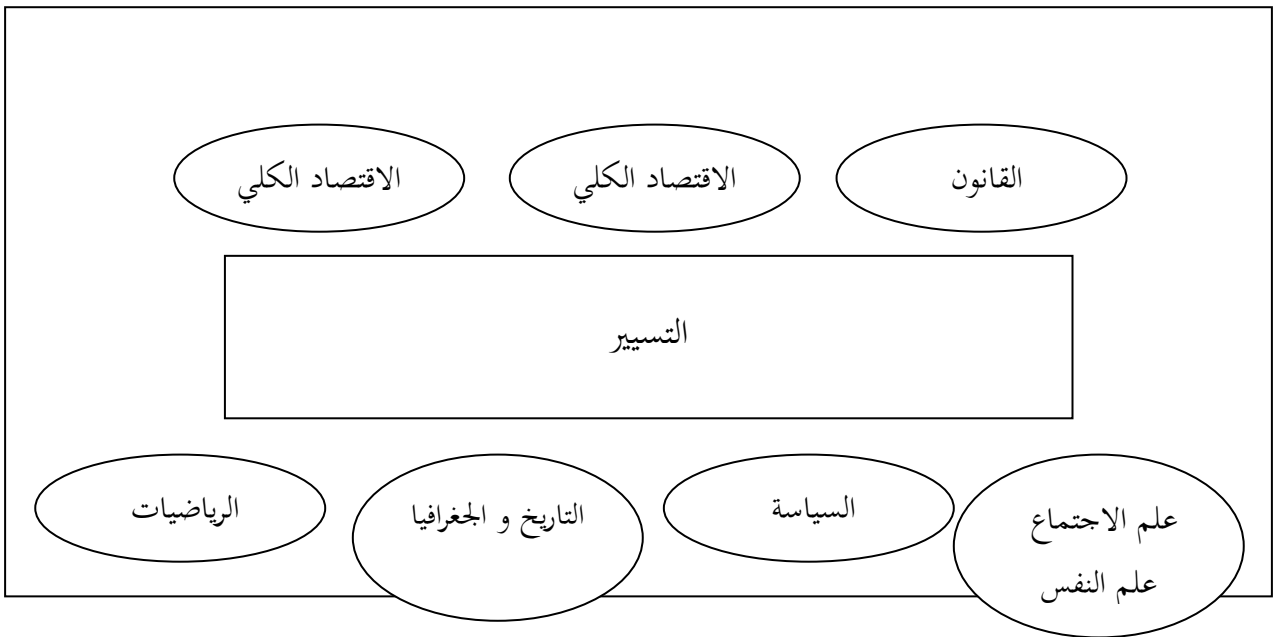 القانون
الاقتصاد الكلي
الاقتصاد الكلي
التسيير
علم الاجتماع
علم النفس
السياسة
التاريخ و الجغرافيا
الرياضيات